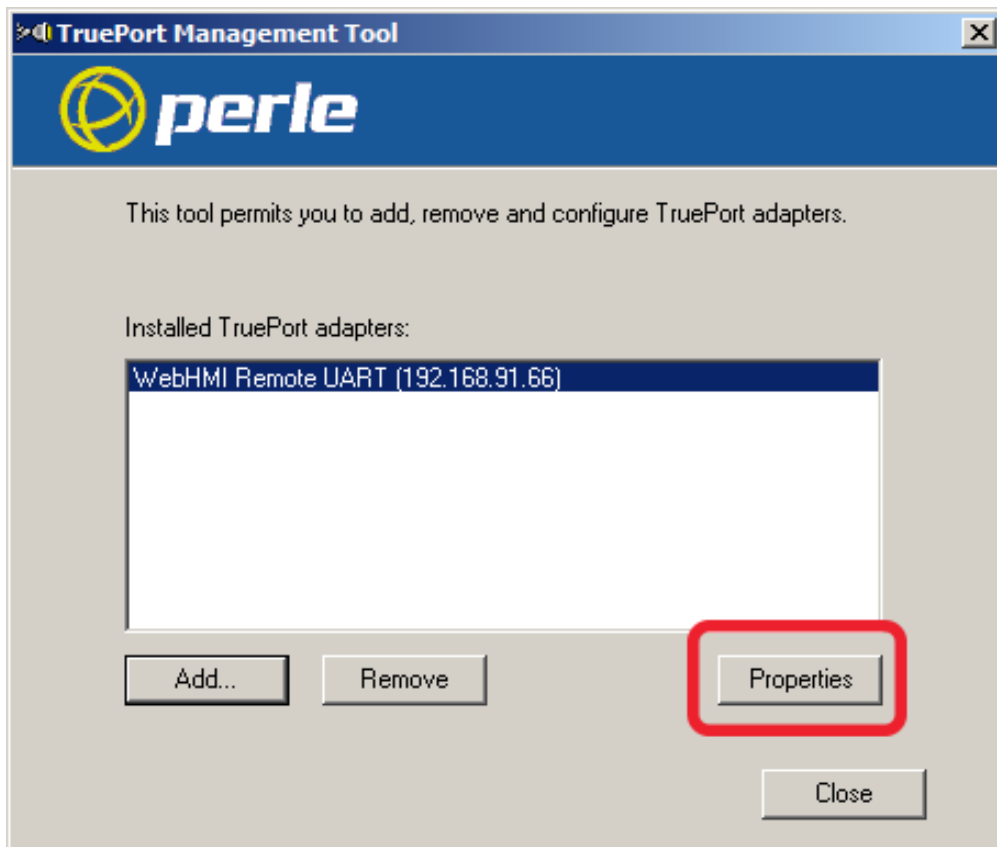 TruePort Management Tool
perle
This tool permits you to add, remove and configure TruePort adapters.
Installed TruePort adapters:
WebHMI Remote UART (192.168.91.66)
Add... Remove Properties
Close